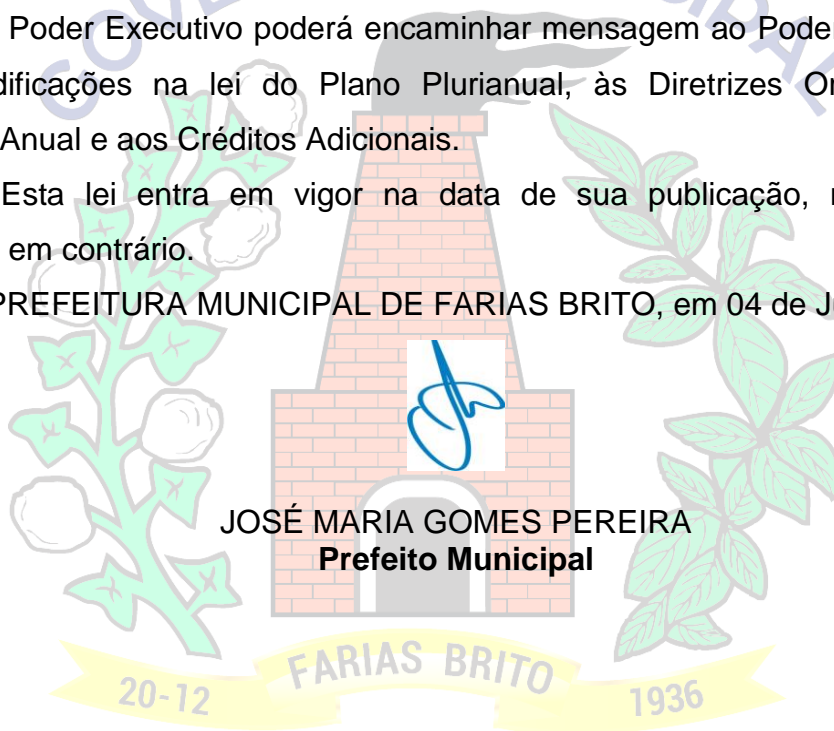 Poder Executivo poderá encaminhar mensagem ao Poder
dificações na lei do Plano Plurianual, às Diretrizes Or
Anual e aos Créditos Adicionais.
Esta lei entra em vigor na data de sua publicação, r
em contrário.
PREFEITURA MUNICIPAL DE FARIAS BRITO, em 04 de J
JOSÉ MARIA GOMES PEREIRA
Prefeito Municipal
FARIAS BRITO
20-12
1936